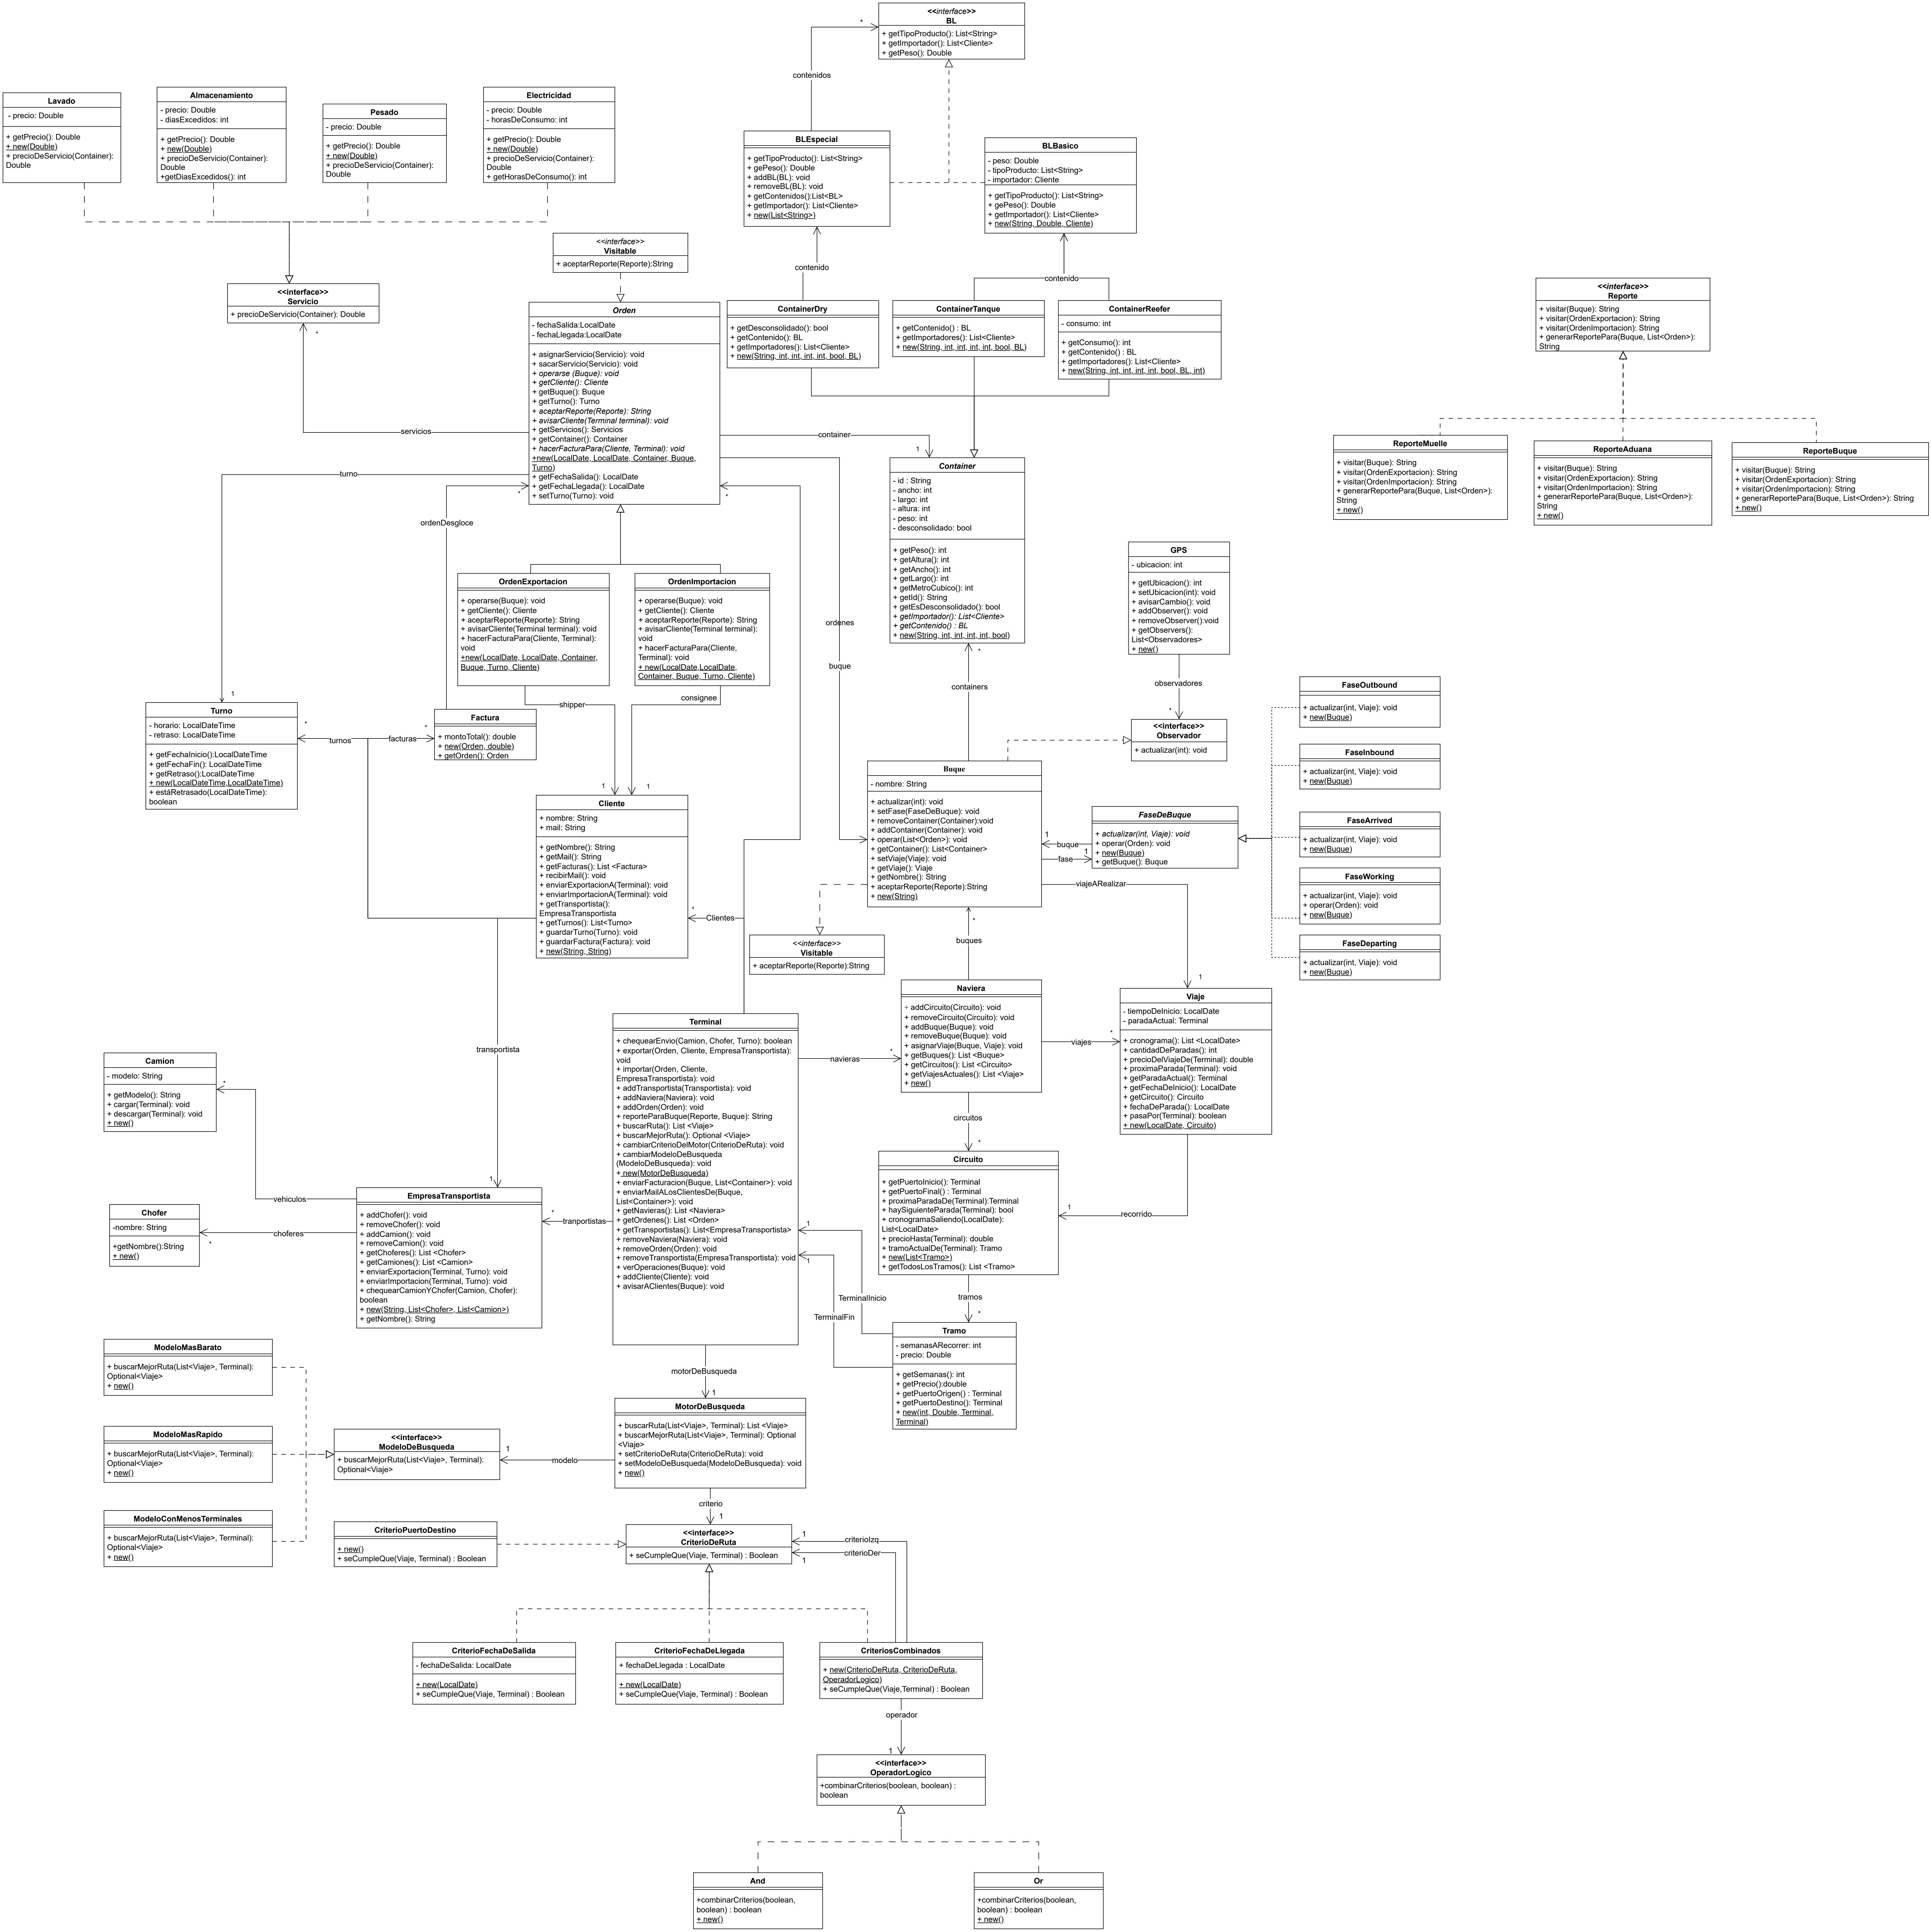 <<interface>>
BL
+ getTipoProducto(): List<String>
+ getImportador(): List<Cliente>
+ getPeso(): Double
*
contenidos
Lavado
- precio: Double
+ getPrecio(): Double
+ new(Double)
+ precioDeServicio(Container):
Double
Almacenamiento
- precio: Double
- diasExcedidos: int
+ getPrecio(): Double
+ new(Double)
+ precioDeServicio(Container):
Double
+getDiasExcedidos(): int
Pesado
- precio: Double
+ getPrecio(): Double
+ new(Double)
+ precioDeServicio(Container):
Double
Electricidad
- precio: Double
- horasDeConsumo: int
+ getPrecio(): Double
+ new(Double)
+ precioDeServicio(Container):
Double
+ getHorasDeConsumo(): int
BLEspecial
+ getTipoProducto(): List<String>
+ gePeso(): Double
+ addBL(BL): void
+ removeBL(BL): void
+ getContenidos():List<BL>
+ getImportador(): List<Cliente>
+ new(List<String>)
BLBasico
- peso: Double
- tipoProducto: List<String>
- importador: Cliente
+ getTipoProducto(): List<String>
+ gePeso(): Double
+ getImportador(): List<Cliente>
+ new(String, Double, Cliente)
<<interface>>
Visitable
+ aceptarReporte(Reporte):String
contenido
contenido
<<interface>>
Servicio
+ precioDeServicio(Container): Double
*
servicios
Orden
- fechaSalida:LocalDate
- fechaLlegada:LocalDate
+ asignarServicio(Servicio): void
+ sacarServicio(Servicio): void
+ operarse (Buque): void
+ getCliente(): Cliente
+ getBuque(): Buque
+ getTurno(): Turno
+ aceptarReporte(Reporte): String
+ avisarCliente(Terminal terminal): void
+ getServicios(): Servicios
+ getContainer(): Container
+ hacerFacturaPara(Cliente, Terminal): void
+new(LocalDate, LocalDate, Container, Buque,
Turno)
+ getFechaSalida(): LocalDate
+ getFechaLlegada(): LocalDate
+ setTurno(Turno): void
ContainerDry
+ getDesconsolidado(): bool
+ getContenido(): BL
+ getImportadores(): List<Cliente>
+ new(String, int, int, int, int, bool, BL)
ContainerTanque
+ getContenido() : BL
+ getImportadores(): List<Cliente>
+ new(String, int, int, int, int, bool, BL)
ContainerReefer
- consumo: int
+ getConsumo(): int
+ getContenido() : BL
+ getImportadores(): List<Cliente>
+ new(String, int, int, int, int, bool, BL, int)
<<interface>>
Reporte
+ visitar(Buque): String
+ visitar(OrdenExportacion): String
+ visitar(OrdenImportacion): String
+ generarReportePara(Buque, List<Orden>):
String
ReporteMuelle
+ visitar(Buque): String
+ visitar(OrdenExportacion): String
+ visitar(OrdenImportacion): String
+ generarReportePara(Buque, List<Orden>):
String
+ new()
ReporteAduana
+ visitar(Buque): String
+ visitar(OrdenExportacion): String
+ visitar(OrdenImportacion): String
+ generarReportePara(Buque, List<Orden>):
String
+ new()
ReporteBuque
+ visitar(Buque): String
+ visitar(OrdenExportacion): String
+ visitar(OrdenImportacion): String
+ generarReportePara(Buque, List<Orden>): String
+ new()
container
1
turno
*
*
ordenDesgloce
Container
- id : String
- ancho: int
- largo: int
- altura: int
- peso: int
- desconsolidado: bool
+ getPeso(): int
+ getAltura(): int
+ getAncho(): int
+ getLargo(): int
+ getMetroCubico(): int
+ getId(): String
+ getEsDesconsolidado(): bool
+ getImportador(): List<Cliente>
+ getContenido() : BL
+ new(String, int, int, int, int, bool)
GPS
- ubicacion: int
+ getUbicacion(): int
+ setUbicacion(int): void
+ avisarCambio(): void
+ addObserver(): void
+ removeObserver():void
+ getObservers():
List<Observadores>
+ new()
OrdenExportacion
+ operarse(Buque): void
+ getCliente(): Cliente
+ aceptarReporte(Reporte): String
+ avisarCliente(Terminal terminal): void
+ hacerFacturaPara(Cliente, Terminal):
void
+new(LocalDate, LocalDate, Container,
Buque, Turno, Cliente)
OrdenImportacion
+ operarse(Buque): void
+ getCliente(): Cliente
+ aceptarReporte(Reporte): String
+ avisarCliente(Terminal terminal):
void
+ hacerFacturaPara(Cliente,
Terminal): void
+ new(LocalDate,LocalDate,
Container, Buque, Turno, Cliente)
ordenes
buque
*
containers
observadores
*
1
shipper
consignee
Turno
- horario: LocalDateTime
- retraso: LocalDateTime
+ getFechaInicio():LocalDateTime
+ getFechaFin(): LocalDateTime
+ getRetraso():LocalDateTime
+ new(LocalDateTime,LocalDateTime)
+ estáRetrasado(LocalDateTime):
boolean
*
turnos
facturas
*
Factura
+ montoTotal(): double
+ new(Orden, double)
+ getOrden(): Orden
<<interface>>
Observador
+ actualizar(int): void
FaseOutbound
+ actualizar(int, Viaje): void
+ new(Buque)
FaseInbound
+ actualizar(int, Viaje): void
+ new(Buque)
FaseArrived
+ actualizar(int, Viaje): void
+ new(Buque)
FaseWorking
+ actualizar(int, Viaje): void
+ operar(Orden): void
+ new(Buque)
FaseDeparting
+ actualizar(int, Viaje): void
+ new(Buque)
1
1
Cliente
+ nombre: String
+ mail: String
+ getNombre(): String
+ getMail(): String
+ getFacturas(): List <Factura>
+ recibirMail(): void
+ enviarExportacionA(Terminal): void
+ enviarImportacionA(Terminal): void
+ getTransportista():
EmpresaTransportista
+ getTurnos(): List<Turno>
+ guardarTurno(Turno): void
+ guardarFactura(Factura): void
+ new(String, String)
*
Clientes
Buque
- nombre: String
+ actualizar(int): void
+ setFase(FaseDeBuque): void
+ removeContainer(Container):void
+ addContainer(Container): void
+ operar(List<Orden>): void
+ getContainer(): List<Container>
+ setViaje(Viaje): void
+ getViaje(): Viaje
+ getNombre(): String
+ aceptarReporte(Reporte):String
+ new(String)
1
buque
fase
1
FaseDeBuque
+ actualizar(int, Viaje): void
+ operar(Orden): void
+ new(Buque)
+ getBuque(): Buque
viajeARealizar
1
*
buques
<<interface>>
Visitable
+ aceptarReporte(Reporte):String
Naviera
+ addCircuito(Circuito): void
+ removeCircuito(Circuito): void
+ addBuque(Buque): void
+ removeBuque(Buque): void
+ asignarViaje(Buque, Viaje): void
+ getBuques(): List <Buque>
+ getCircuitos(): List <Circuito>
+ getViajesActuales(): List <Viaje>
+ new()
viajes
*
Viaje
- tiempoDeInicio: LocalDate
- paradaActual: Terminal
+ cronograma(): List <LocalDate>
+ cantidadDeParadas(): int
+ precioDelViajeDe(Terminal): double
+ proximaParada(Terminal): void
+ getParadaActual(): Terminal
+ getFechaDeInicio(): LocalDate
+ getCircuito(): Circuito
+ fechaDeParada(): LocalDate
+ pasaPor(Terminal): boolean
+ new(LocalDate, Circuito)
Terminal
+ chequearEnvio(Camion, Chofer, Turno): boolean
+ exportar(Orden, Cliente, EmpresaTransportista):
void
+ importar(Orden, Cliente,
EmpresaTransportista): void
+ addTransportista(Transportista): void
+ addNaviera(Naviera): void
+ addOrden(Orden): void
+ reporteParaBuque(Reporte, Buque): String
+ buscarRuta(): List <Viaje>
+ buscarMejorRuta(): Optional <Viaje>
+ cambiarCriterioDelMotor(CriterioDeRuta): void
+ cambiarModeloDeBusqueda
(ModeloDeBusqueda): void
+ new(MotorDeBusqueda)
+ enviarFacturacion(Buque, List<Container>): void
+ enviarMailALosClientesDe(Buque,
List<Container>): void
+ getNavieras(): List <Naviera>
+ getOrdenes(): List <Orden>
+ getTransportistas(): List<EmpresaTransportista>
+ removeNaviera(Naviera): void
+ removeOrden(Orden): void
+ removeTransportista(EmpresaTransportista): void
+ verOperaciones(Buque): void
+ addCliente(Cliente): void
+ avisarAClientes(Buque): void
navieras
*
transportista
1
Camion
- modelo: String
+ getModelo(): String
+ cargar(Terminal): void
+ descargar(Terminal): void
+ new()
*
vehiculos
Chofer
-nombre: String
+getNombre():String
+ new()
*
choferes
EmpresaTransportista
+ addChofer(): void
+ removeChofer(): void
+ addCamion(): void
+ removeCamion(): void
+ getChoferes(): List <Chofer>
+ getCamiones(): List <Camion>
+ enviarExportacion(Terminal, Turno): void
+ enviarImportacion(Terminal, Turno): void
+ chequearCamionYChofer(Camion, Chofer):
boolean
+ new(String, List<Chofer>, List<Camion>)
+ getNombre(): String
*
tranportistas
circuitos
*
Circuito
+ getPuertoInicio(): Terminal
+ getPuertoFinal() : Terminal
+ proximaParadaDe(Terminal):Terminal
+ haySiguienteParada(Terminal): bool
+ cronogramaSaliendo(LocalDate):
List<LocalDate>
+ precioHasta(Terminal): double
+ tramoActualDe(Terminal): Tramo
+ new(List<Tramo>)
+ getTodosLosTramos(): List <Tramo>
1
recorrido
1
1
TerminalInicio
TerminalFin
tramos
*
Tramo
- semanasARecorrer: int
- precio: Double
+ getSemanas(): int
+ getPrecio():double
+ getPuertoOrigen() : Terminal
+ getPuertoDestino(): Terminal
+ new(int, Double, Terminal,
Terminal)
motorDeBusqueda
1
MotorDeBusqueda
+ buscarRuta(List<Viaje>, Terminal): List <Viaje>
+ buscarMejorRuta(List<Viaje>, Terminal): Optional
<Viaje>
+ setCriterioDeRuta(CriterioDeRuta): void
+ setModeloDeBusqueda(ModeloDeBusqueda): void
+ new()
ModeloMasBarato
+ buscarMejorRuta(List<Viaje>, Terminal):
Optional<Viaje>
+ new()
ModeloMasRapido
+ buscarMejorRuta(List<Viaje>, Terminal):
Optional<Viaje>
+ new()
ModeloConMenosTerminales
+ buscarMejorRuta(List<Viaje>, Terminal):
Optional<Viaje>
+ new()
<<interface>>
ModeloDeBusqueda
+ buscarMejorRuta(List<Viaje>, Terminal):
Optional<Viaje>
1
modelo
criterio
1
CriterioPuertoDestino
+ new()
+ seCumpleQue(Viaje, Terminal) : Boolean
<<interface>>
CriterioDeRuta
+ seCumpleQue(Viaje, Terminal) : Boolean
1
criterioIzq
criterioDer
1
CriterioFechaDeSalida
- fechaDeSalida: LocalDate
+ new(LocalDate)
+ seCumpleQue(Viaje, Terminal) : Boolean
CriterioFechaDeLlegada
+ fechaDeLlegada : LocalDate
+ new(LocalDate)
+ seCumpleQue(Viaje, Terminal) : Boolean
CriteriosCombinados
+ new(CriterioDeRuta, CriterioDeRuta,
OperadorLogico)
+ seCumpleQue(Viaje,Terminal) : Boolean
operador
1
<<interface>>
OperadorLogico
+combinarCriterios(boolean, boolean) :
boolean
And
+combinarCriterios(boolean,
boolean) : boolean
+ new()
Or
+combinarCriterios(boolean,
boolean) : boolean
+ new()